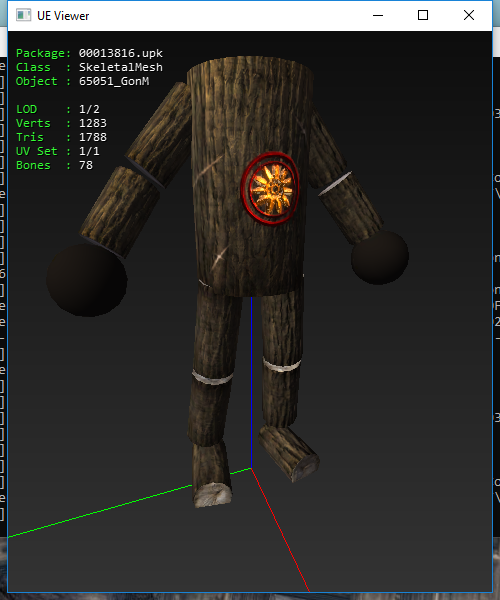 UE Viewer
Package: 00013816.upk
Class : SkeletalMesh
Object : 65051_GonM
LOD : 1/2
Verts : 1283
Tris : 1788
UV Set : 1/1
Bones : 78